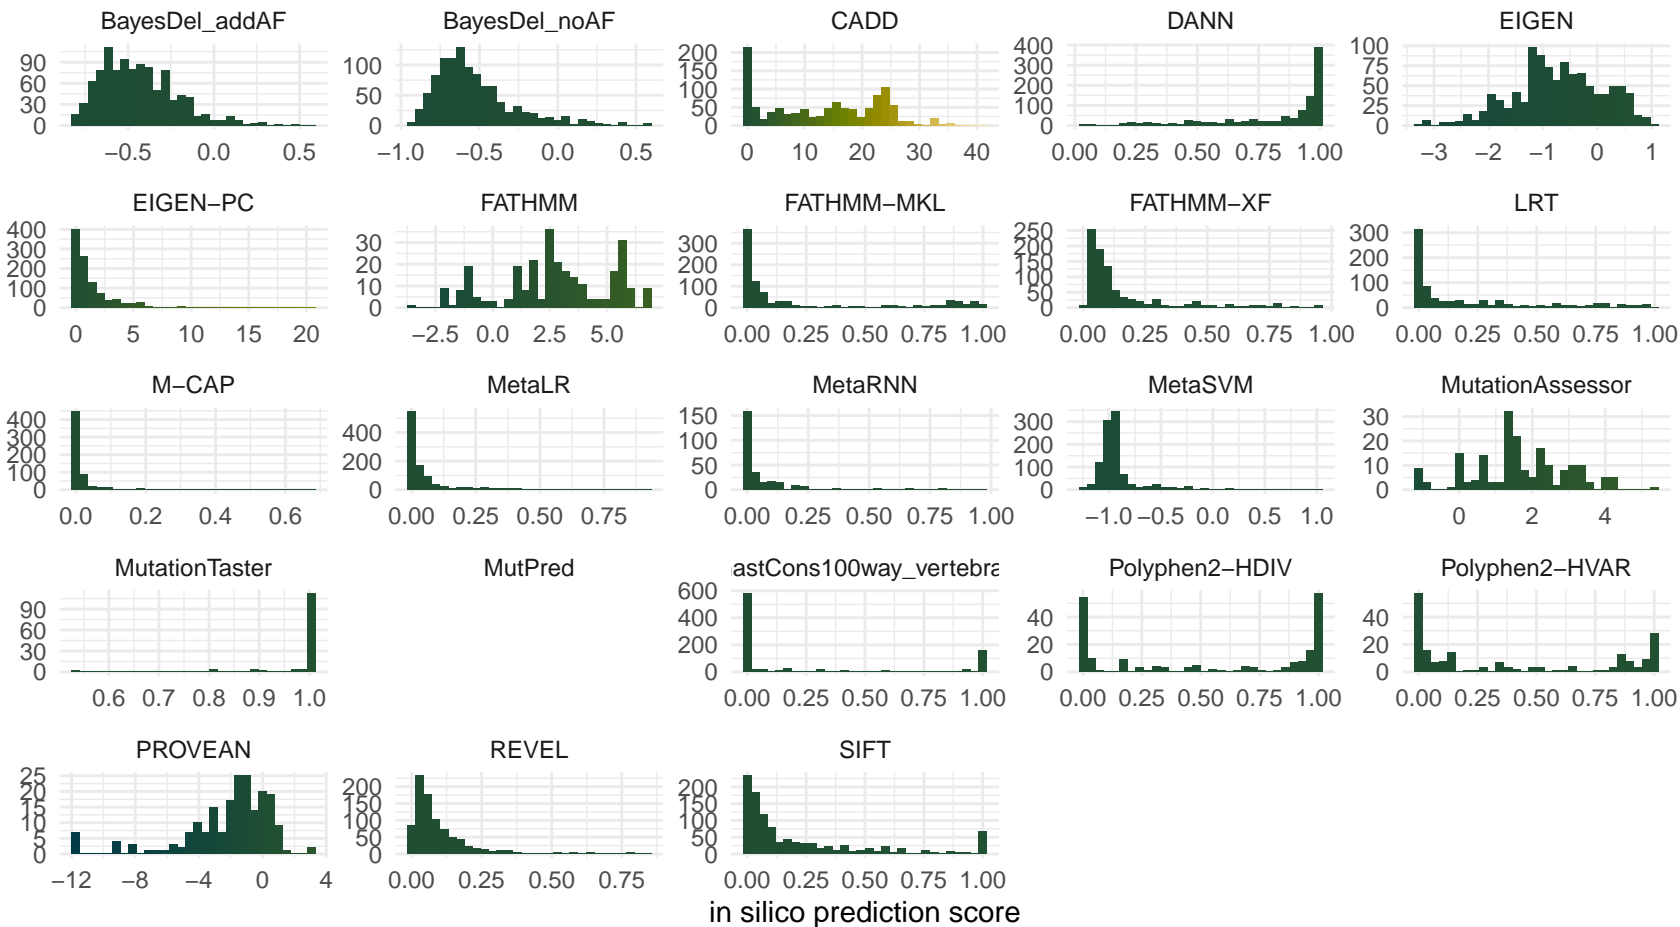 BayesDel_addAF BayesDel_noAF CADD DANN EIGEN
90 60 30 0 100 50 0 200 150 100 50 0 400 300 200 100 0 100 75 50 25 0
−0.5 0.0 0.5 −1.0 −0.5 0.0 0.5 0 10 20 30 40 0.00 0.25 0.50 0.75 1.00 −3 −2 −1 0 1
EIGEN−PC FATHMM FATHMM−MKL FATHMM−XF LRT
400 300 200 100 0 30 20 10 0 300 200 100 0 250 200 150 100 50 0 300 200 100 0
0 5 10 15 20 −2.5 0.0 2.5 5.0 0.00 0.25 0.50 0.75 1.00 0.00 0.25 0.50 0.75 1.00 0.00 0.25 0.50 0.75 1.00
M−CAP MetaLR MetaRNN MetaSVM MutationAssessor
400 300 200 100 0 400 200 0 150 100 50 0 300 200 100 0 30 20 10 0
0.0 0.2 0.4 0.6 0.00 0.25 0.50 0.75 0.00 0.25 0.50 0.75 1.00 −1.0 −0.5 0.0 0.5 1.0 0 2 4
MutationTaster MutPred astCons100way_vertebra Polyphen2−HDIV Polyphen2−HVAR
90 60 30 0 600 400 200 0 40 20 0 40 20 0
0.6 0.7 0.8 0.9 1.0 0.00 0.25 0.50 0.75 1.00 0.00 0.25 0.50 0.75 1.00 0.00 0.25 0.50 0.75 1.00
PROVEAN REVEL SIFT
25 20 15 10 5 0 200 150 100 50 0 200 150 100 50 0
−12 −8 −4 0 4 0.00 0.25 0.50 0.75 0.00 0.25 0.50 0.75 1.00
in silico prediction score